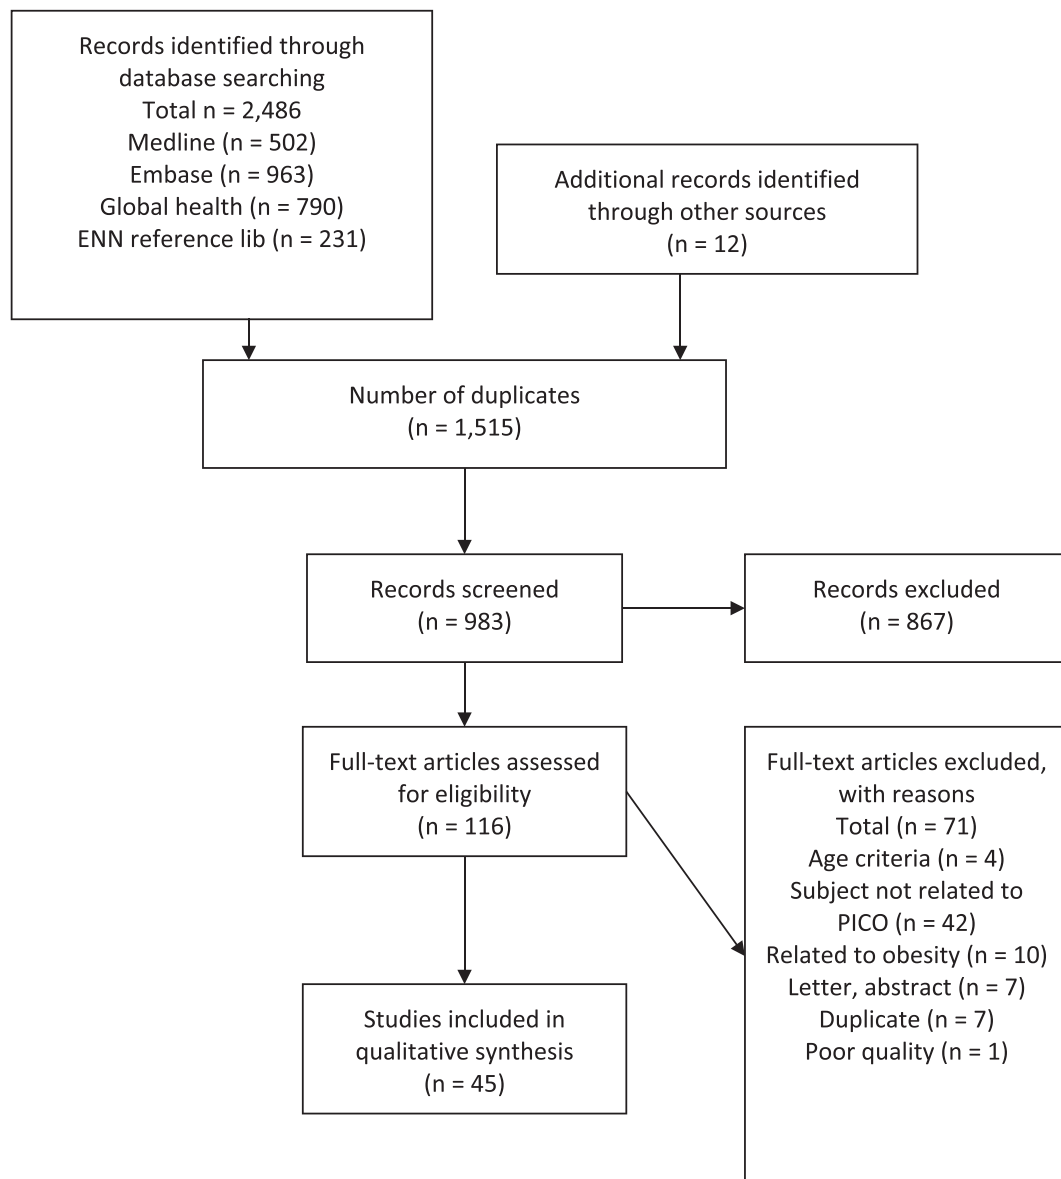 Records identified through
database searching
Total n = 2,486
Medline (n = 502)
Embase (n = 963)
Global health (n = 790)
ENN reference lib (n = 231)
Additional records identified
through other sources
(n = 12)
Number of duplicates
(n = 1,515)
Records screened
(n = 983)
Records excluded
(n = 867)
Full-text articles assessed
for eligibility
(n = 116)
Full-text articles excluded,
with reasons
Total (n = 71)
Age criteria (n = 4)
Subject not related to
PICO (n = 42)
Related to obesity (n = 10)
Letter, abstract (n = 7)
Duplicate (n = 7)
Poor quality (n = 1)
Studies included in
qualitative synthesis
(n = 45)